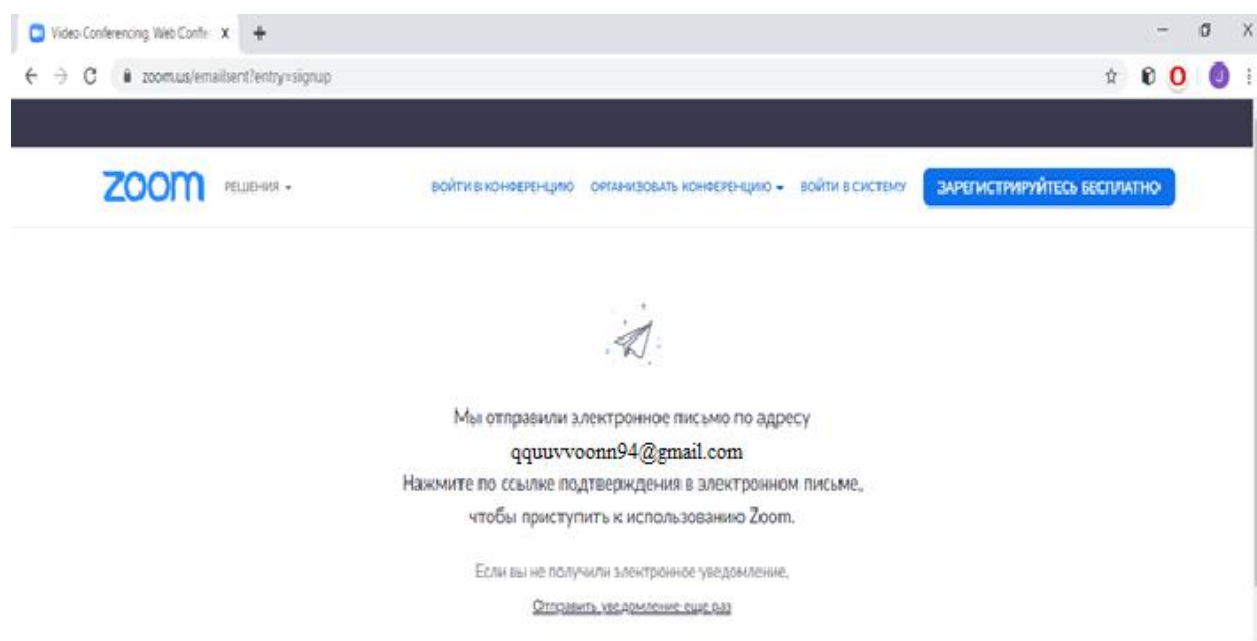 Video Conferencing, Web Confe
zoom.us/emailsent?entry=signup
zoom РЕШЕНИЯ ВОЙТИ В КОНФЕРЕНЦИЮ ОРГАНИЗОВАТЬ КОНФЕРЕНЦИЮ ВОЙТИ В СИСТЕМУ ЗАРЕГИСТРИРУЙТЕСЬ БЕСПЛАТНО
Мы отправили электронное письмо по адресу
qquuvvoonn94@gmail.com
Нажмите по ссылке подтверждения в электронном письме,
чтобы приступить к использованию Zoom.
Если вы не получили электронное уведомление,
Отправить уведомление еще раз